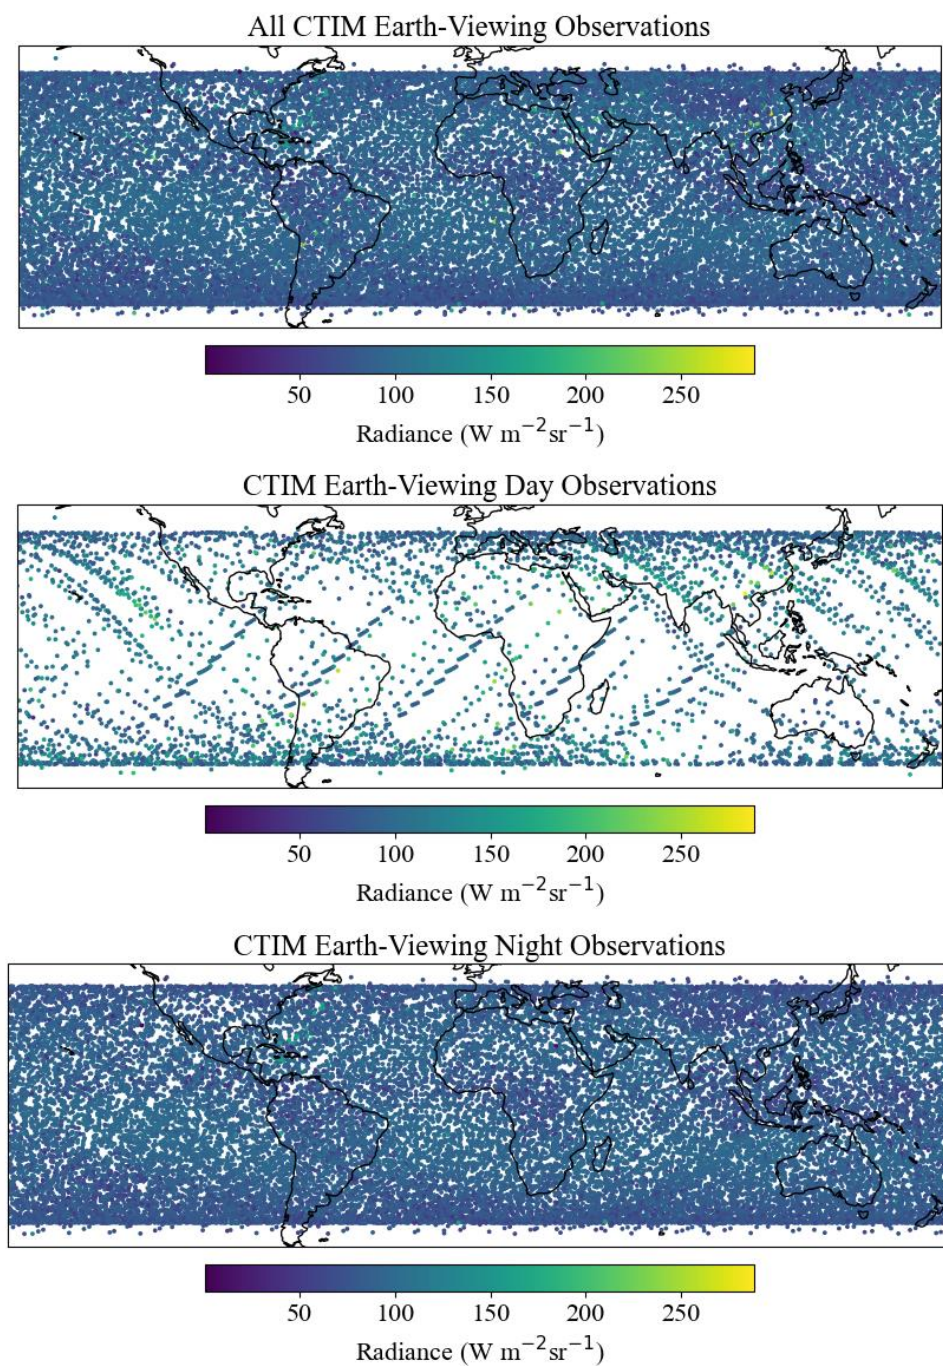 All CTIM Earth-Viewing Observations
50 100 150 200 250
Radiance (W m−2sr−1)
CTIM Earth-Viewing Day Observations
50 100 150 200 250
Radiance (W m−2sr−1)
CTIM Earth-Viewing Night Observations
50 100 150 200 250
Radiance (W m−2sr−1)